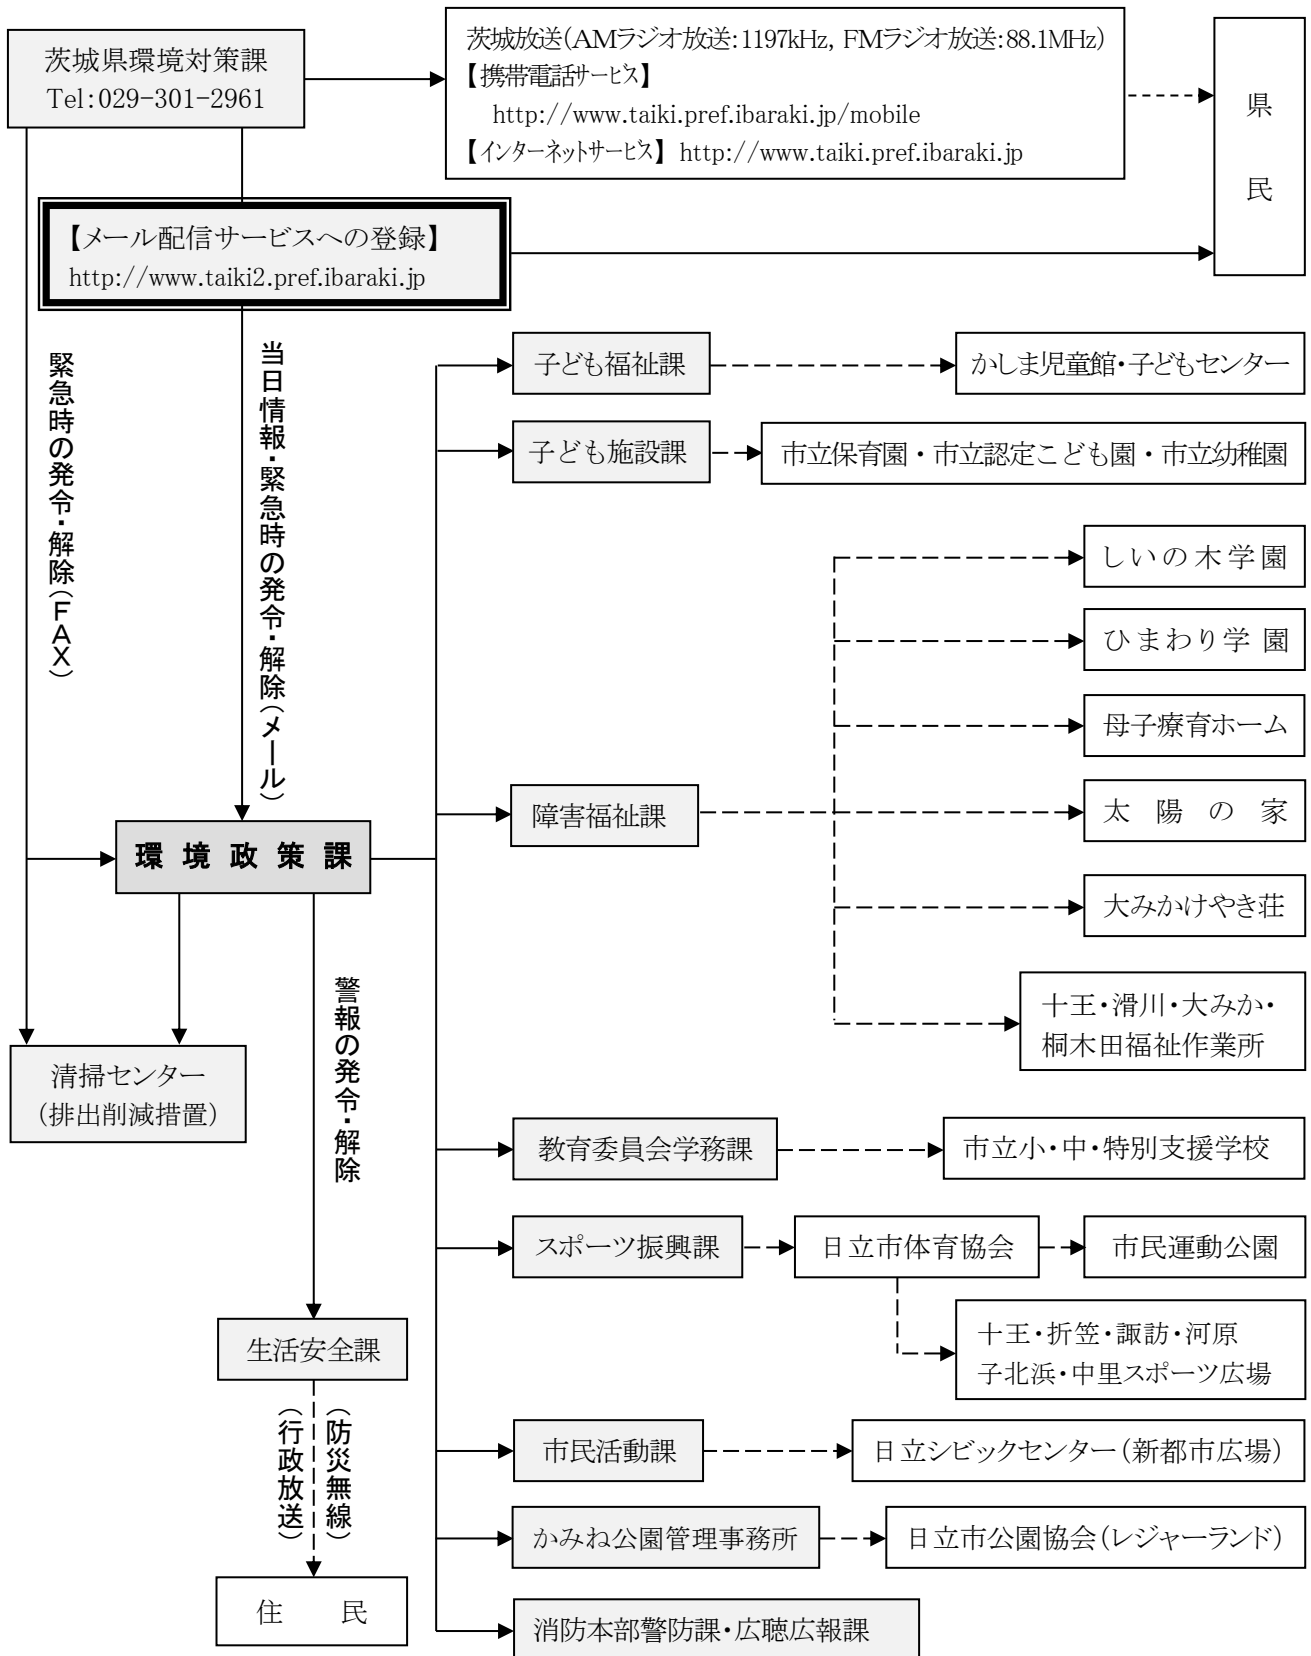 茨城県環境対策課
Tel:029-301-2961
茨城放送(AMラジオ放送:1197kHz, FMラジオ放送:88.1MHz)
【携帯電話サービス】
http://www.taiki.pref.ibaraki.jp/mobile
【インターネットサービス】 http://www.taiki.pref.ibaraki.jp
県民
【メール配信サービスへの登録】
http://www.taiki2.pref.ibaraki.jp
緊急時の発令・解除(FAX)
当日情報・緊急時の発令・解除(メール)
子ども福祉課
かしま児童館・子どもセンター
子ども施設課
市立保育園・市立認定こども園・市立幼稚園
しいの木学園
ひまわり学園
母子療育ホーム
障害福祉課
太陽の家
環境政策課
大みかけやき荘
十王・滑川・大みか・
桐木田福祉作業所
清掃センター
(排出削減措置)
警報の発令・解除
教育委員会学務課
市立小・中・特別支援学校
スポーツ振興課
日立市体育協会
市民運動公園
十王・折笠・諏訪・河原
子北浜・中里スポーツ広場
生活安全課
(防災無線)
(行政放送)
市民活動課
日立シビックセンター(新都市広場)
かみね公園管理事務所
日立市公園協会(レジャーランド)
住民
消防本部警防課・広聴広報課